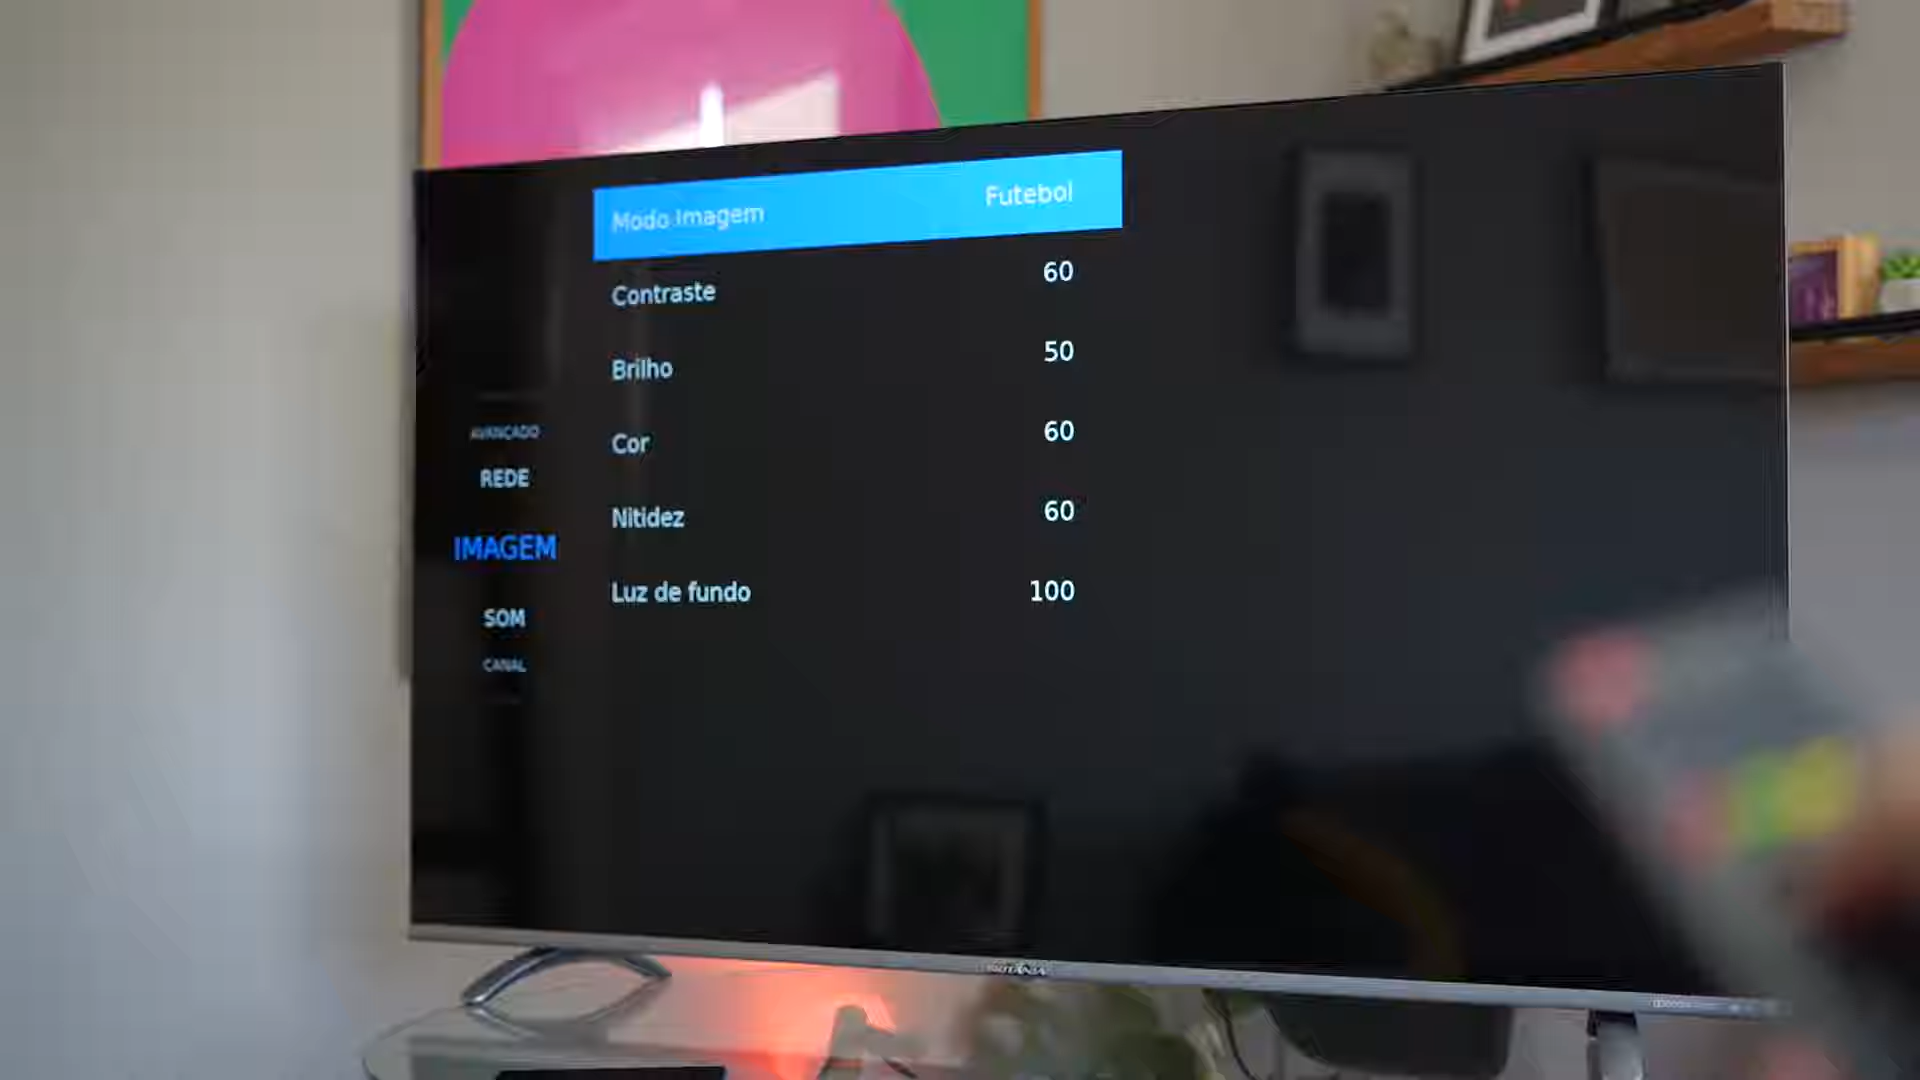 Modo Imagem Futebol
Contraste 60
Brilho 50
Cor 60
Nitidez 60
Luz de fundo 100
AVANÇADO
REDE
IMAGEM
SOM
CANAL